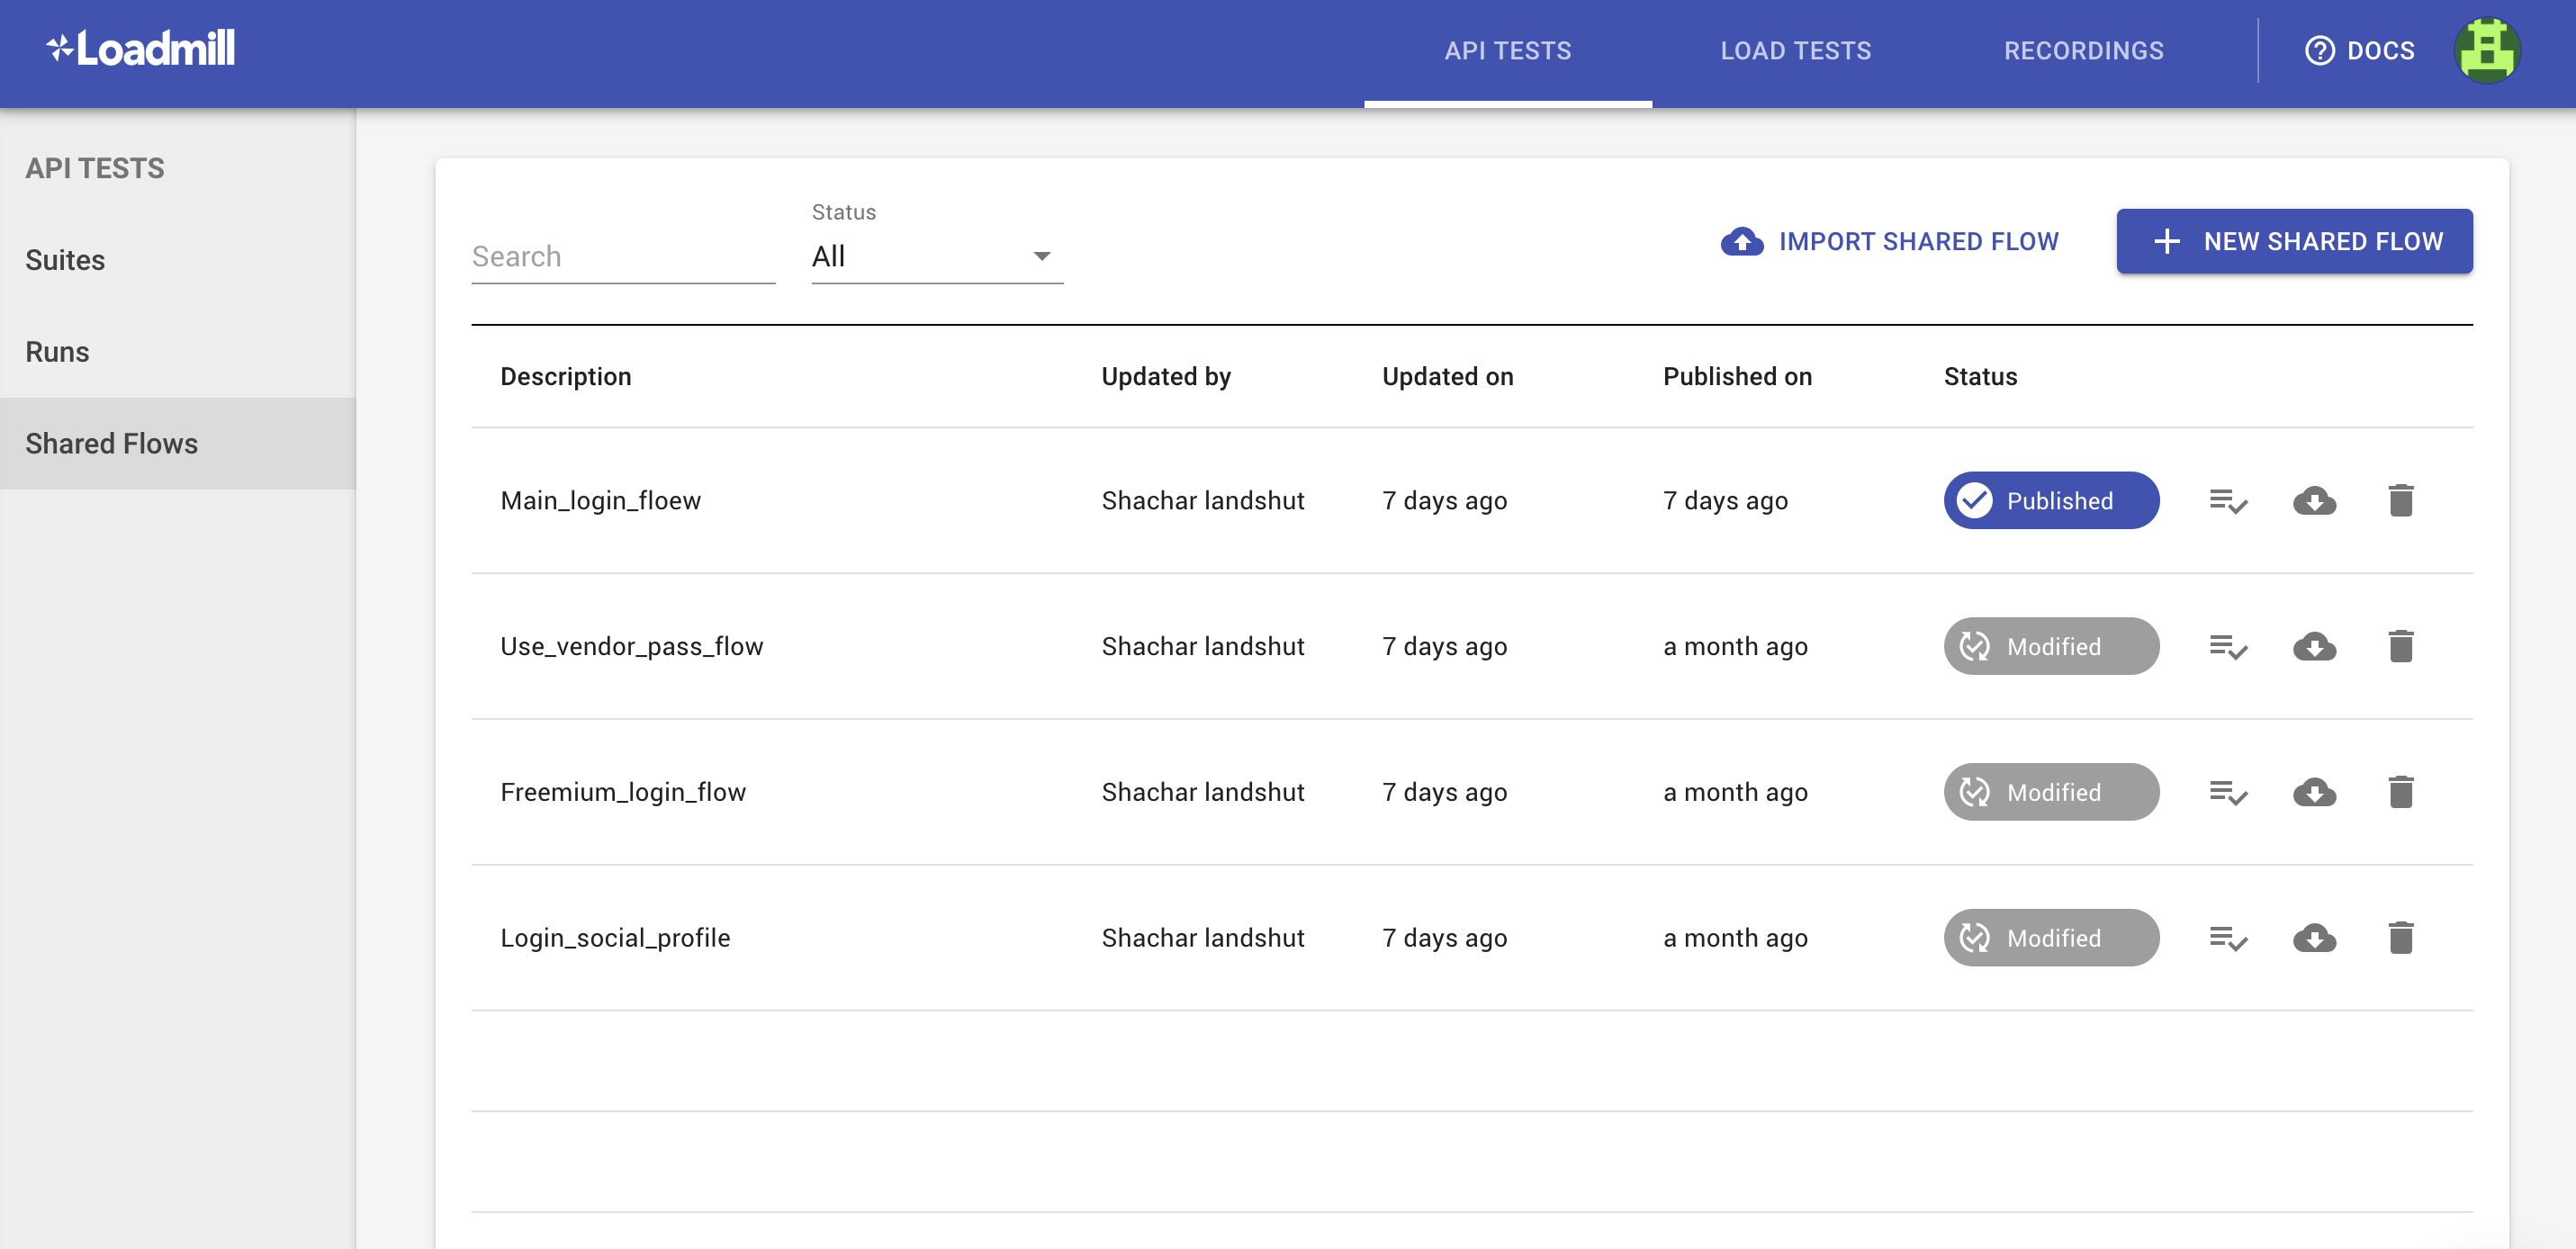 Loadmill
API TESTS
LOAD TESTS
RECORDINGS
DOCS
API TESTS
Suites
Runs
Shared Flows
Search
Status
All
IMPORT SHARED FLOW
NEW SHARED FLOW
Description Updated by Updated on Published on Status
Main_login_floew Shachar landshut 7 days ago 7 days ago Published
Use_vendor_pass_flow Shachar landshut 7 days ago a month ago Modified
Freemium_login_flow Shachar landshut 7 days ago a month ago Modified
Login_social_profile Shachar landshut 7 days ago a month ago Modified